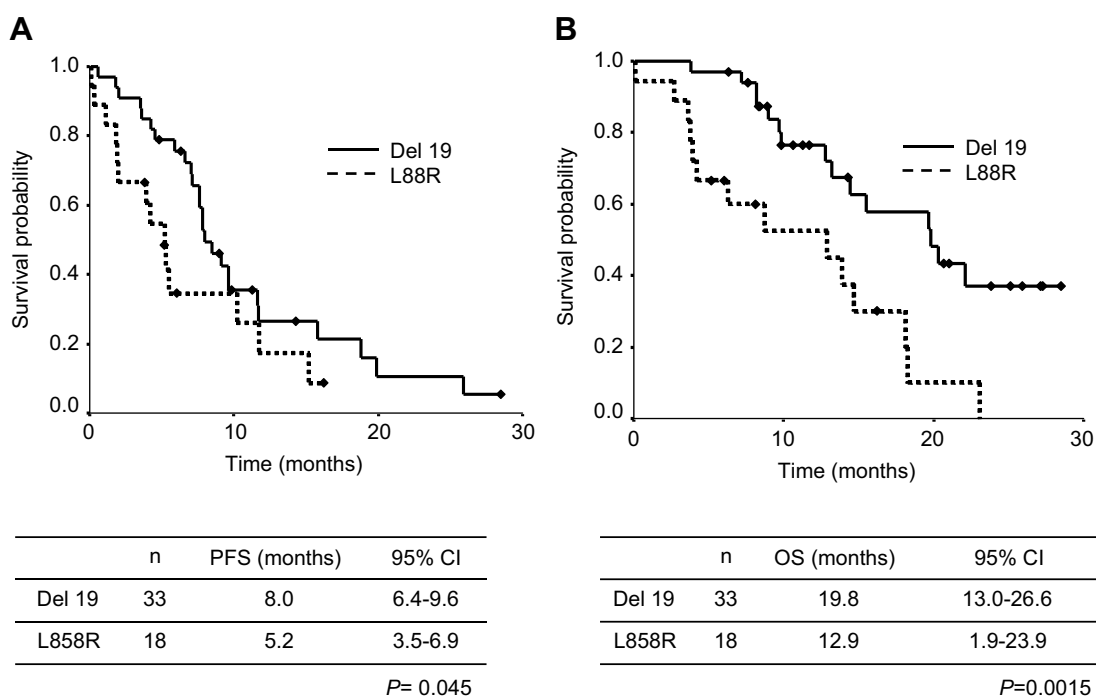 A
1.0
0.8
0.6
0.4
0.2
0.0
Survival probability
Del 19
L88R
0 10 20 30
Time (months)
n PFS (months) 95% CI
Del 19 33 8.0 6.4-9.6
L858R 18 5.2 3.5-6.9
P= 0.045
B
1.0
0.8
0.6
0.4
0.2
0.0
Survival probability
Del 19
L88R
0 10 20 30
Time (months)
n OS (months) 95% CI
Del 19 33 19.8 13.0-26.6
L858R 18 12.9 1.9-23.9
P=0.0015